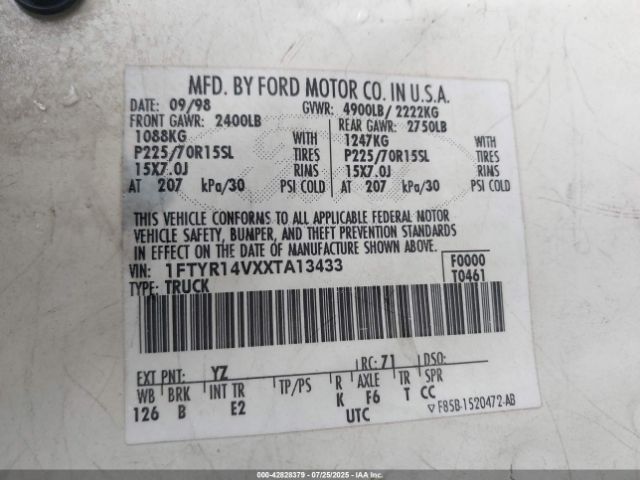 MFD. BY FORD MOTOR CO. IN U.S.A.
DATE: 09/98 GVWR: 4900LB/ 2222KG
FRONT GAWR: 2400LB REAR GAWR: 2750LB
1088KG WITH 1247KG WITH
P225/70R15SL TIRES P225/70R15SL TIRES
15X7.0J RIMS 15X7.0J RIMS
AT 207 kPa/30 PSI COLD AT 207 kPa/30 PSI COLD
THIS VEHICLE CONFORMS TO ALL APPLICABLE FEDERAL MOTOR
VEHICLE SAFETY, BUMPER, AND THEFT PREVENTION STANDARDS
IN EFFECT ON THE DATE OF MANUFACTURE SHOWN ABOVE.
VIN: 1FTYR14VXXTA13433 F0000
TYPE: TRUCK T0461
EXT PNT: YZ RC: 71 DSO:
WB BRK INT TR TP/PS R AXLE TR SPR
126 B E2 K F6 T CC
UTC ▽ F85B-1520472-AB
000-42828379 - 07/25/2025 - IAAI.COM